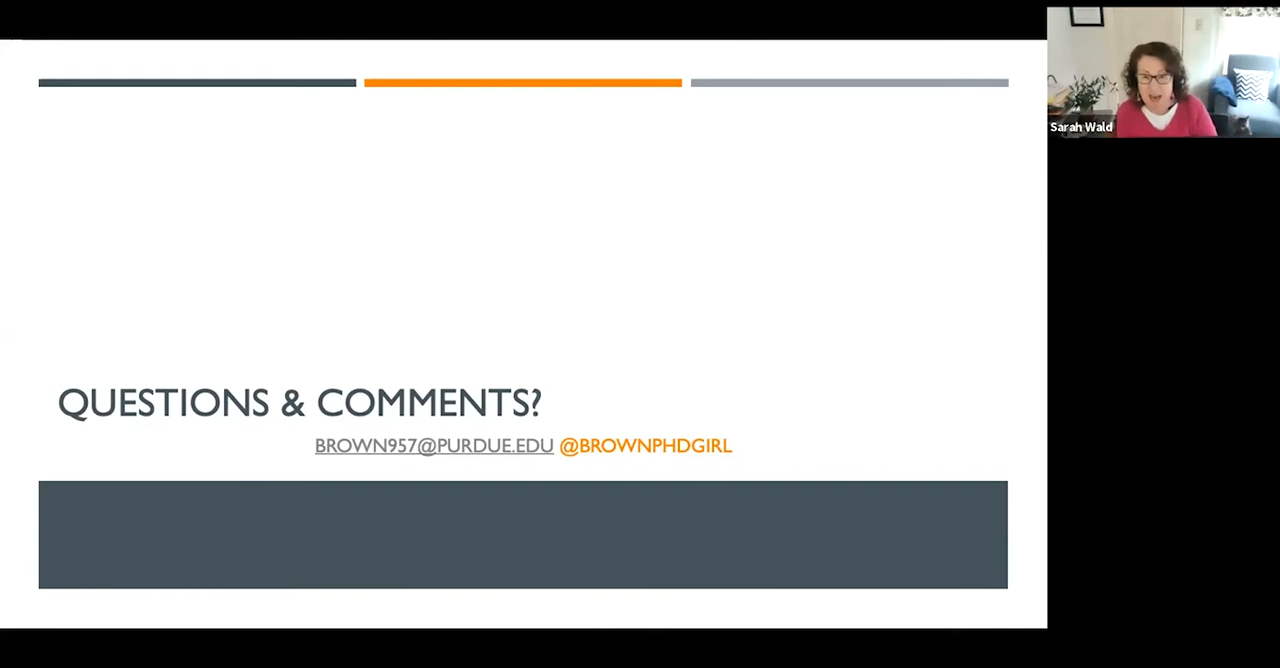 Sarah Wald
QUESTIONS & COMMENTS?
BROWN957@PURDUE.EDU @BROWNPHDGIRL